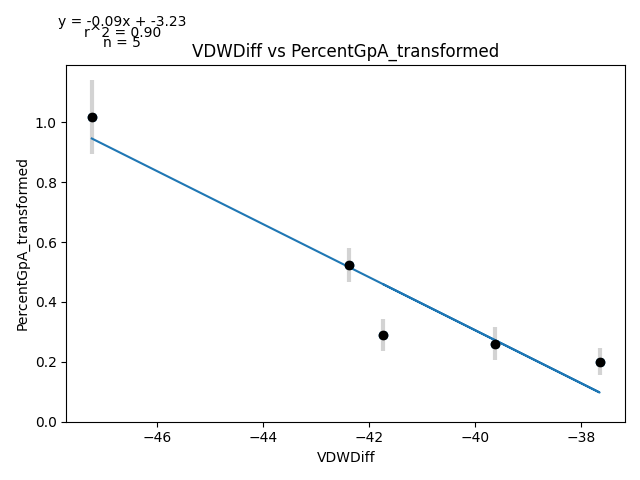 y = -0.09x + -3.23
r^2 = 0.90
n = 5
VDWDiff vs PercentGpA_transformed
PercentGpA_transformed
1.0
0.8
0.6
0.4
0.2
0.0
−46
−44
−42
−40
−38
VDWDiff